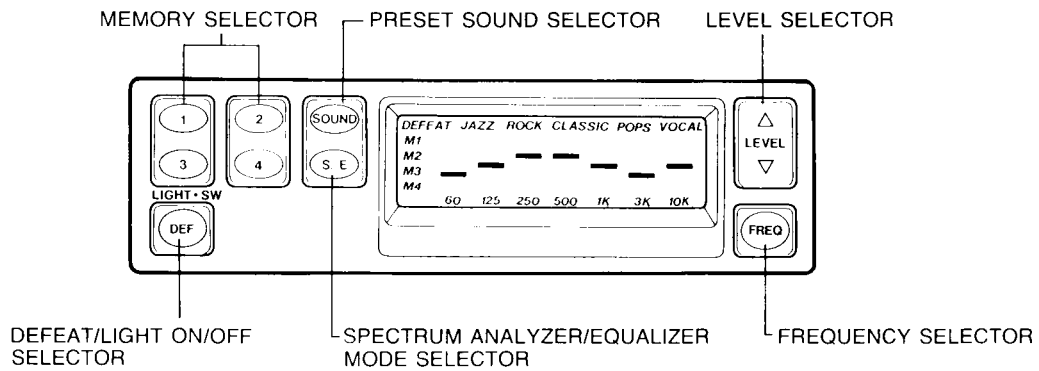 MEMORY SELECTOR
PRESET SOUND SELECTOR
LEVEL SELECTOR
1
2
SOUND
3
4
S. E
LIGHT • SW
DEF
DEFEAT JAZZ ROCK CLASSIC POPS VOCAL
M1
M2
M3
M4
60 125 250 500 1K 3K 10K
△
LEVEL
▽
FREQ
DEFEAT/LIGHT ON/OFF
SELECTOR
SPECTRUM ANALYZER/EQUALIZER
MODE SELECTOR
FREQUENCY SELECTOR